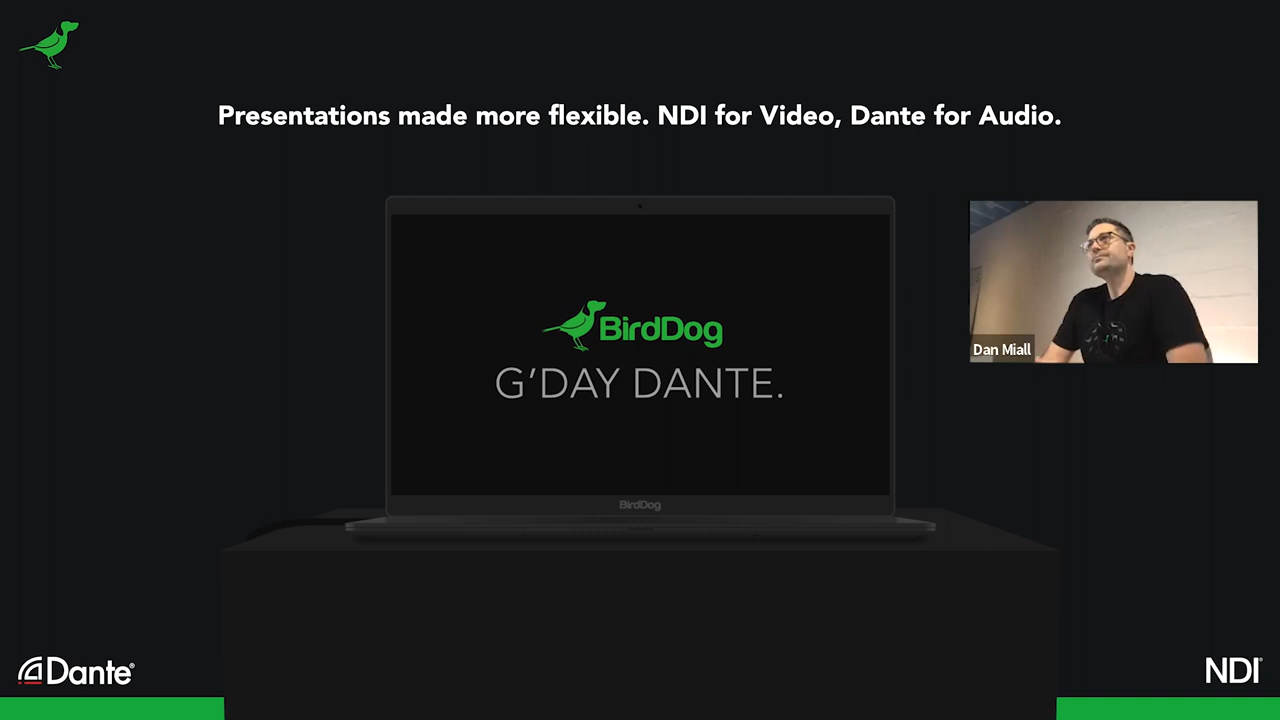 Presentations made more flexible. NDI for Video, Dante for Audio.
BirdDog
G'DAY DANTE.
Dan Miall
BirdDog
Dante®
NDI®